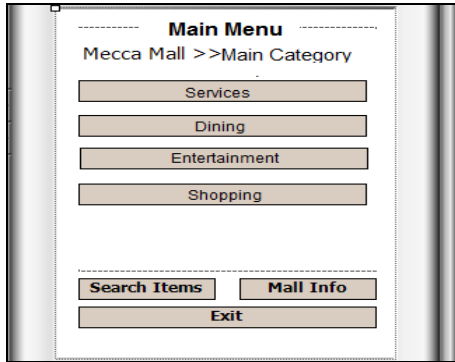 Main Menu
Mecca Mall >>Main Category
Services
Dining
Entertainment
Shopping
Search Items Mall Info
Exit